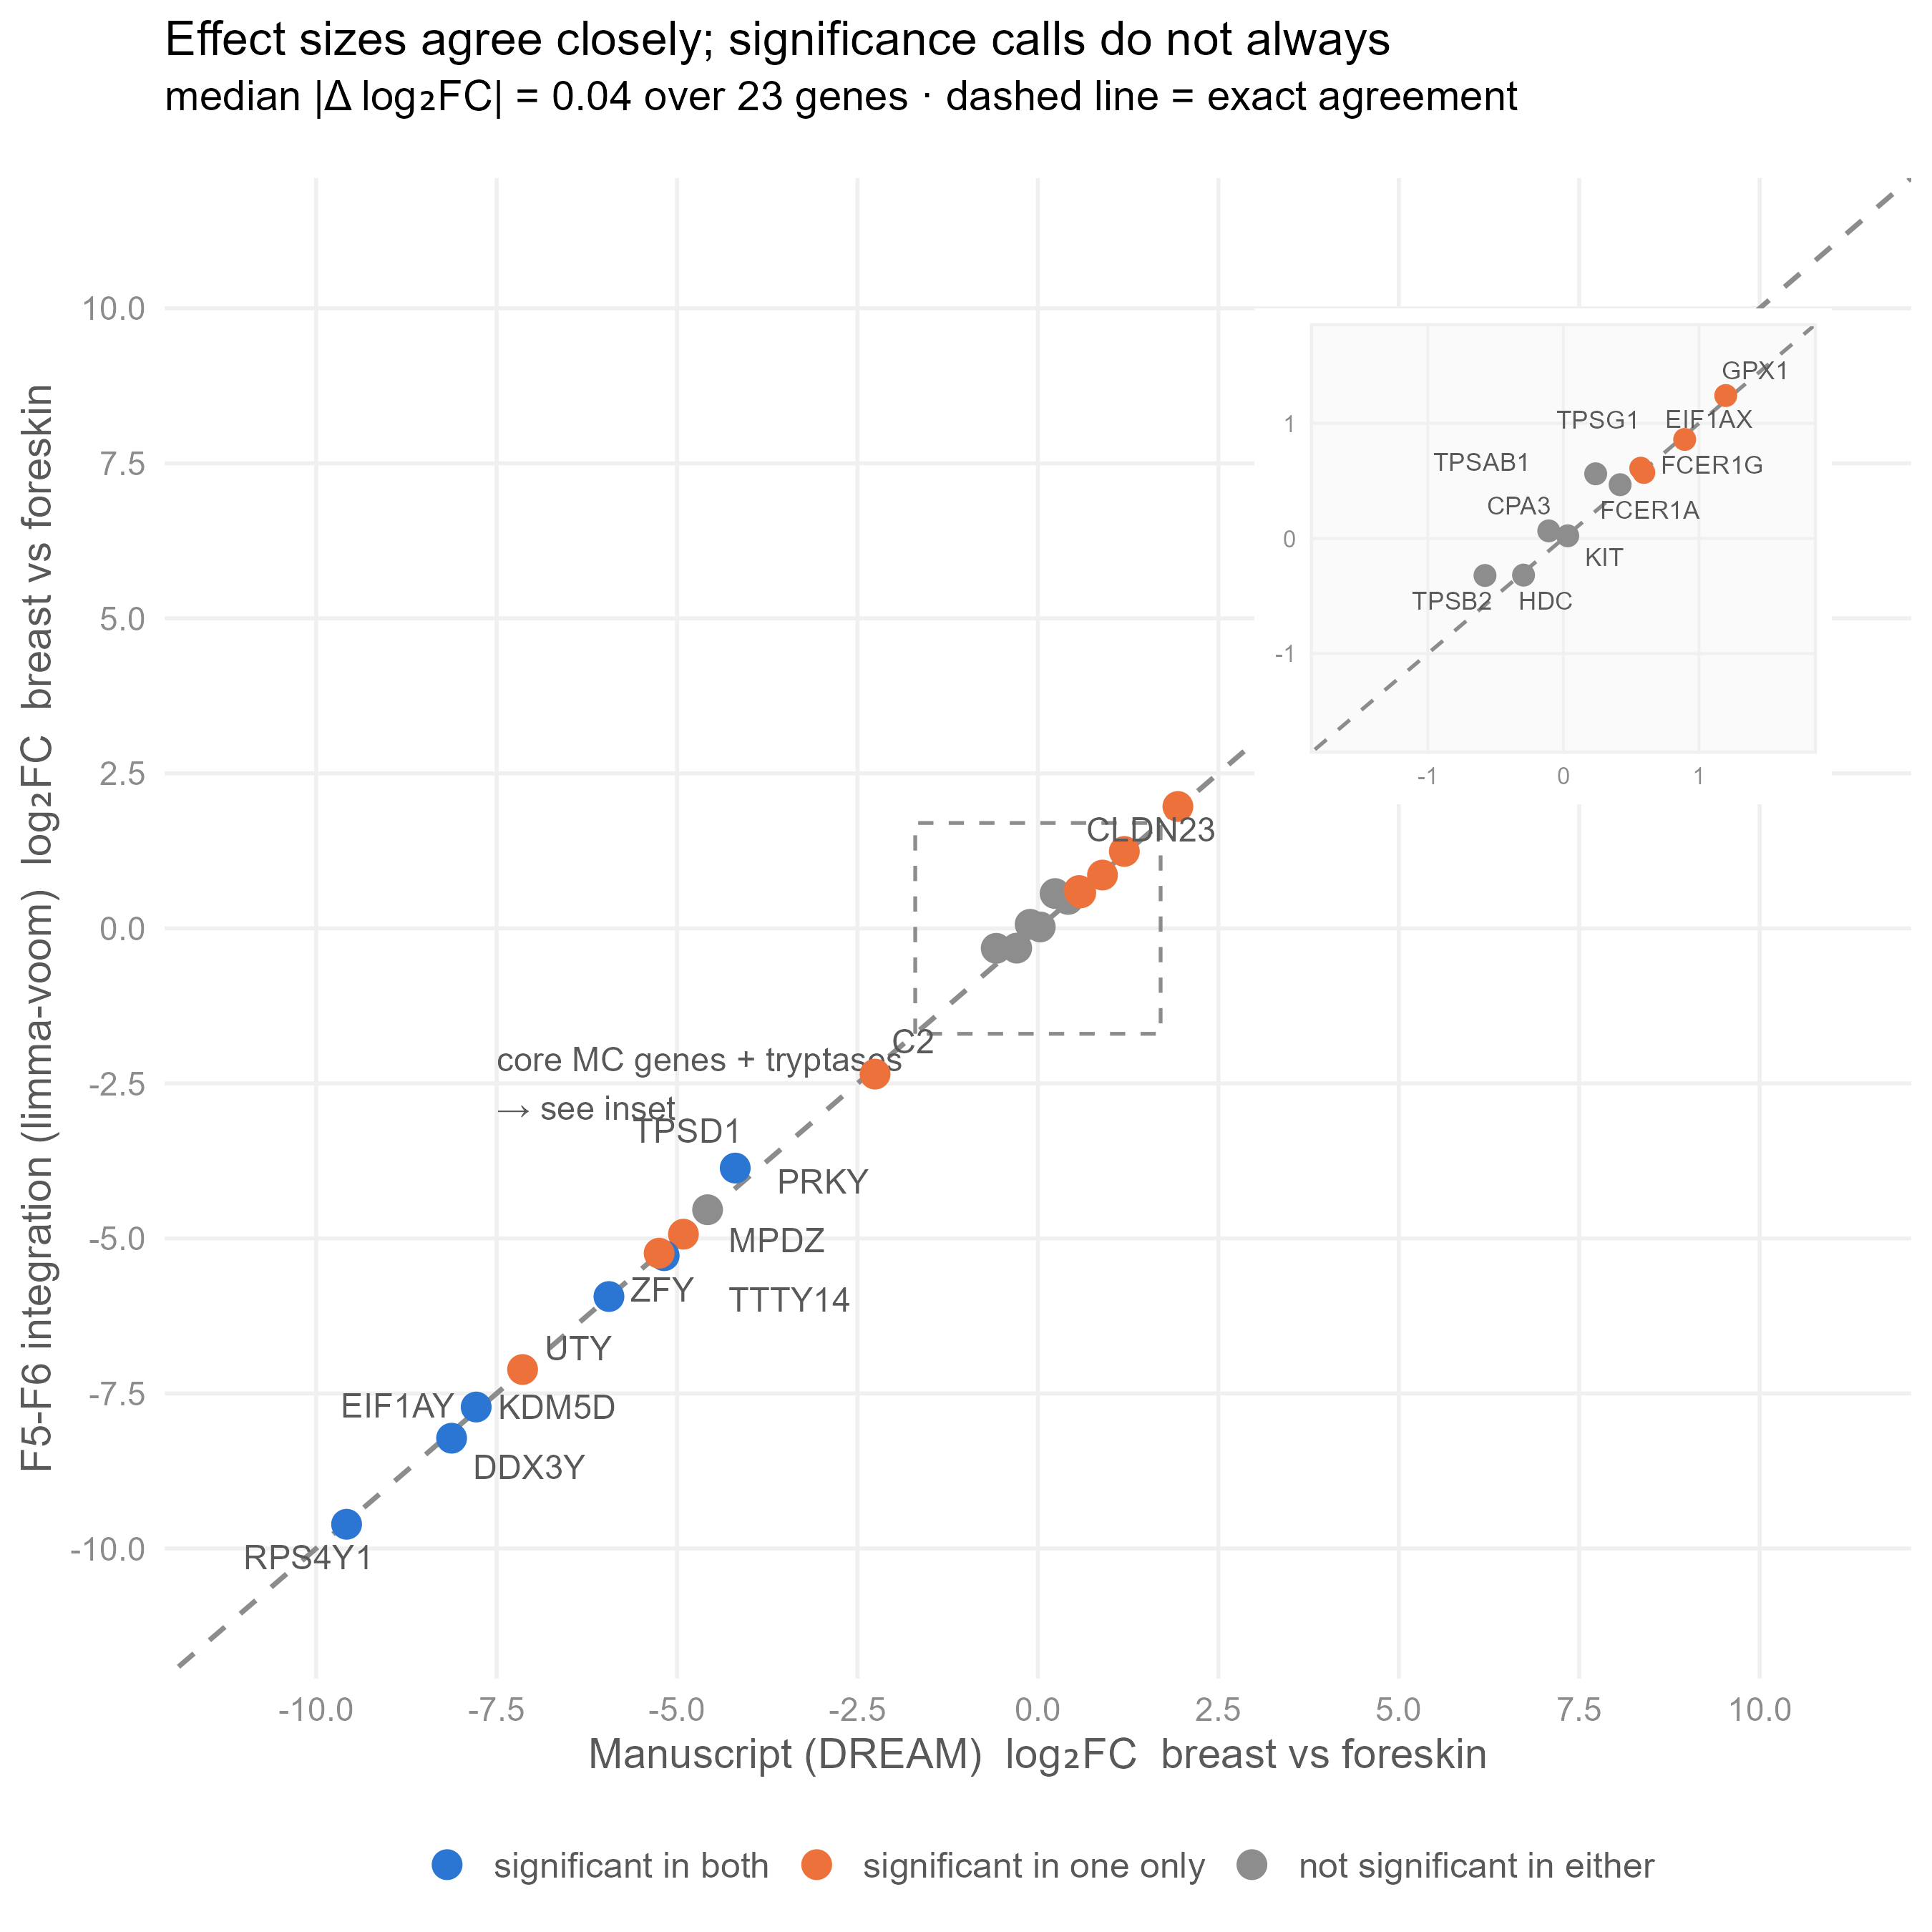 Effect sizes agree closely; significance calls do not always
median |Δ log₂FC| = 0.04 over 23 genes · dashed line = exact agreement
F5-F6 integration (limma-voom)  log₂FC  breast vs foreskin
10.0
7.5
5.0
2.5
0.0
-2.5
-5.0
-7.5
-10.0
GPX1
TPSG1
EIF1AX
TPSAB1
FCER1G
CPA3
FCER1A
KIT
TPSB2
HDC
1
0
-1
-1
0
1
CLDN23
C2
core MC genes + tryptases
→ see inset
TPSD1
PRKY
MPDZ
ZFY
TTTY14
UTY
EIF1AY
KDM5D
DDX3Y
RPS4Y1
-10.0
-7.5
-5.0
-2.5
0.0
2.5
5.0
7.5
10.0
Manuscript (DREAM)  log₂FC  breast vs foreskin
significant in both
significant in one only
not significant in either